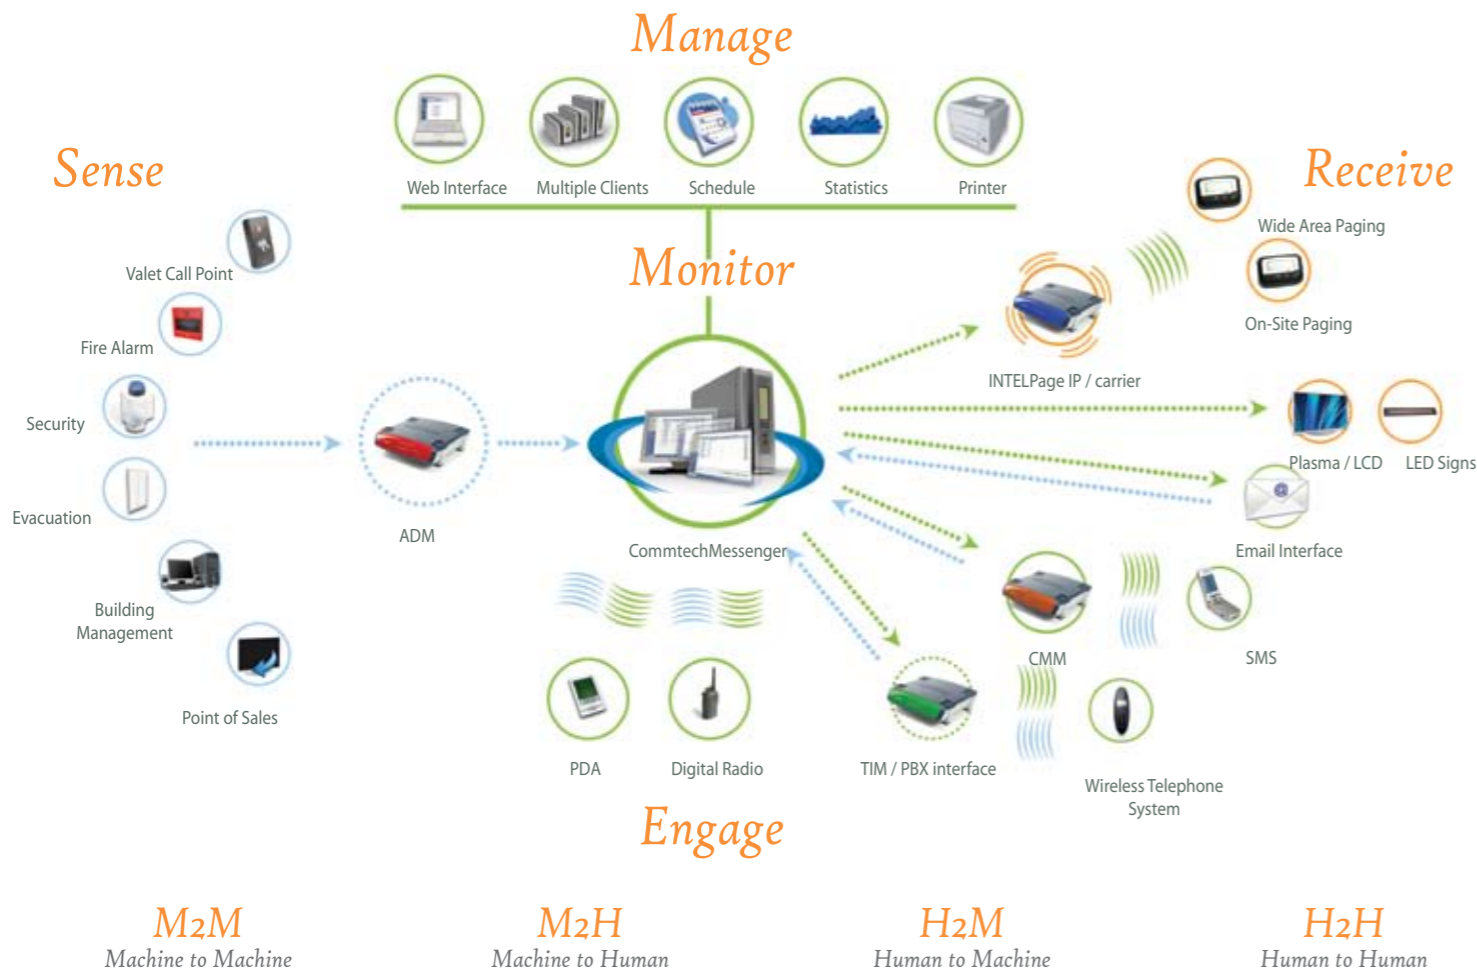 Manage
Web Interface
Multiple Clients
Schedule
Statistics
Printer
Sense
Receive
Valet Call Point
Fire Alarm
Security
Evacuation
Building
Management
Point of Sales
ADM
Monitor
CommtechMessenger
Wide Area Paging
On-Site Paging
INTELPage IP / carrier
Plasma / LCD
LED Signs
Email Interface
CMM
SMS
PDA
Digital Radio
TIM / PBX interface
Wireless Telephone
System
Engage
M2M
Machine to Machine
M2H
Machine to Human
H2M
Human to Machine
H2H
Human to Human